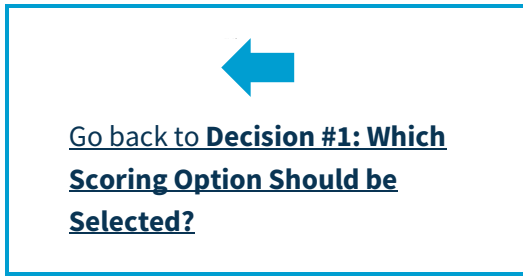 Go back to Decision #1: Which
Scoring Option Should be
Selected?